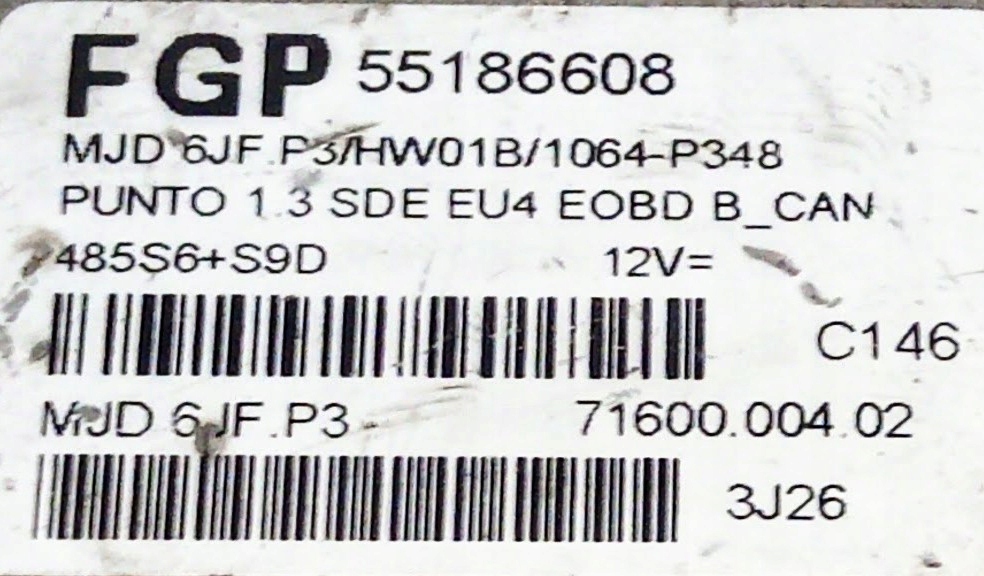 FGP 55186608
MJD 6JF.P3/HW01B/1064-P348
PUNTO 1.3 SDE EU4 EOBD B_CAN
485S6+S9D 12V=
C146
MJD 6JF.P3 71600.004.02
3J26